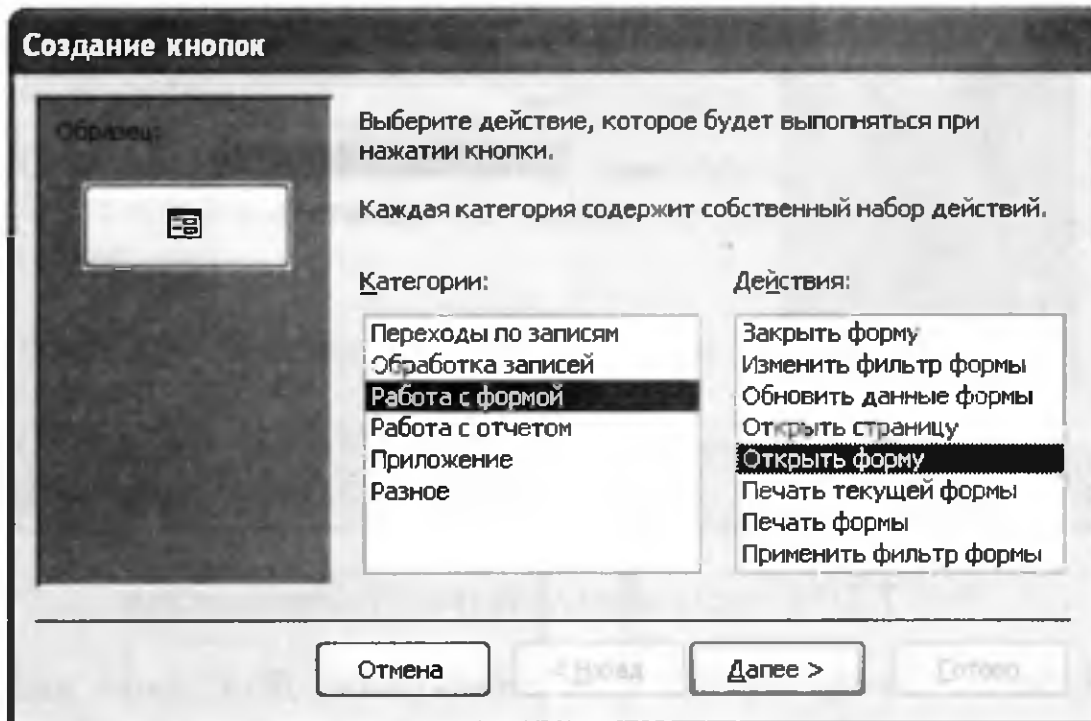 Создание кнопок
Образец:
Выберите действие, которое будет выполняться при
нажатии кнопки.
Каждая категория содержит собственный набор действий.
Категории:
Переходы по записям
Обработка записей
Работа с формой
Работа с отчетом
Приложение
Разное
Действия:
Закрыть форму
Изменить фильтр формы
Обновить данные формы
Открыть страницу
Открыть форму
Печать текущей формы
Печать формы
Применить фильтр формы
Отмена
< Назад
Далее >
Готово